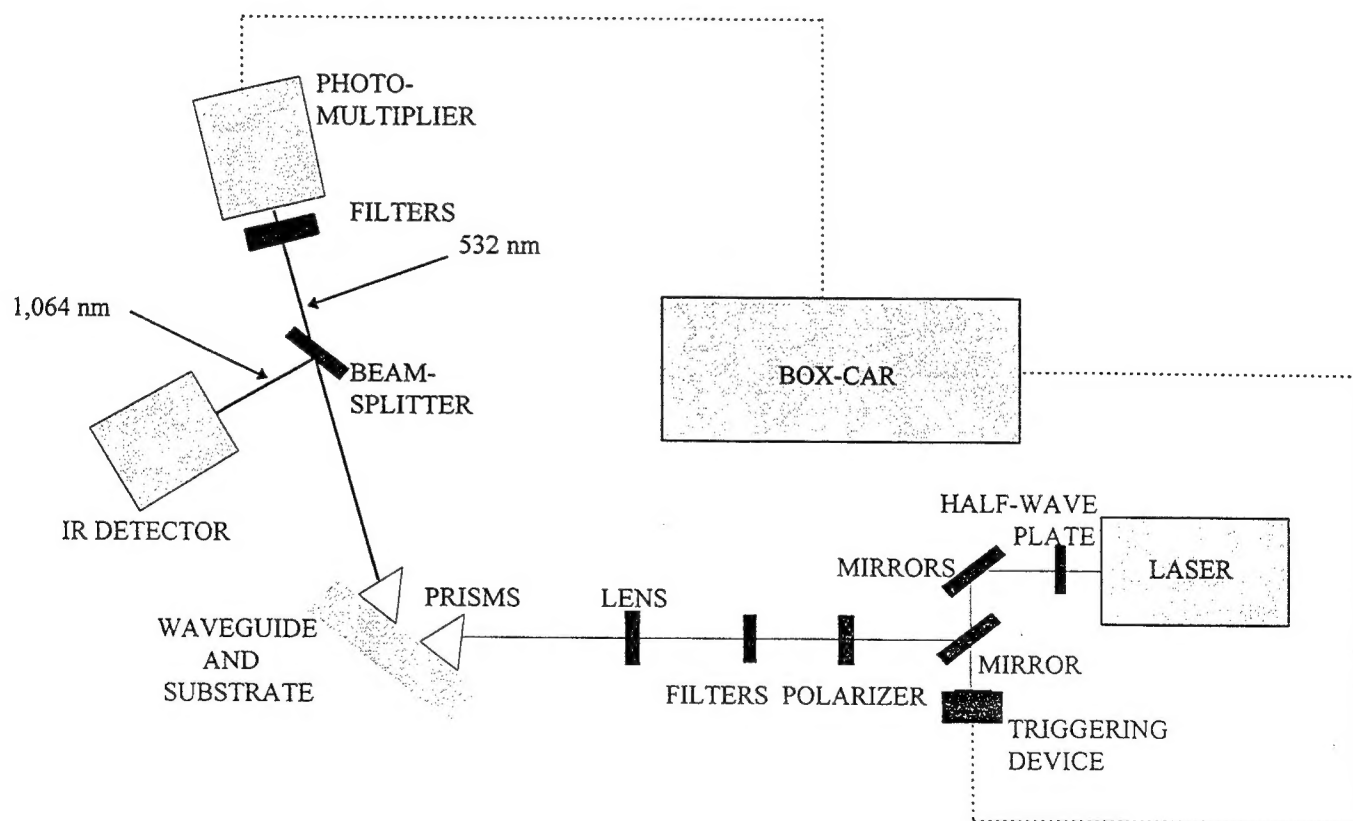 PHOTO-
MULTIPLIER
FILTERS
532 nm
1,064 nm
BEAM-
SPLITTER
BOX-CAR
IR DETECTOR
HALF-WAVE
PLATE
LASER
MIRRORS
PRISMS
LENS
WAVEGUIDE
AND
SUBSTRATE
MIRROR
FILTERS
POLARIZER
TRIGGERING
DEVICE